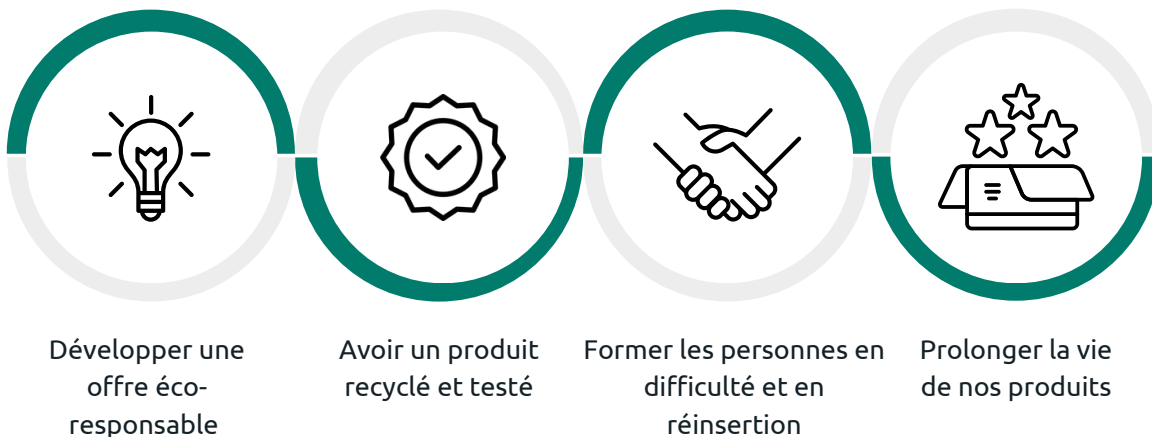 Développer une
offre éco-
responsable
Avoir un produit
recyclé et testé
Former les personnes en
difficulté et en
réinsertion
Prolonger la vie
de nos produits